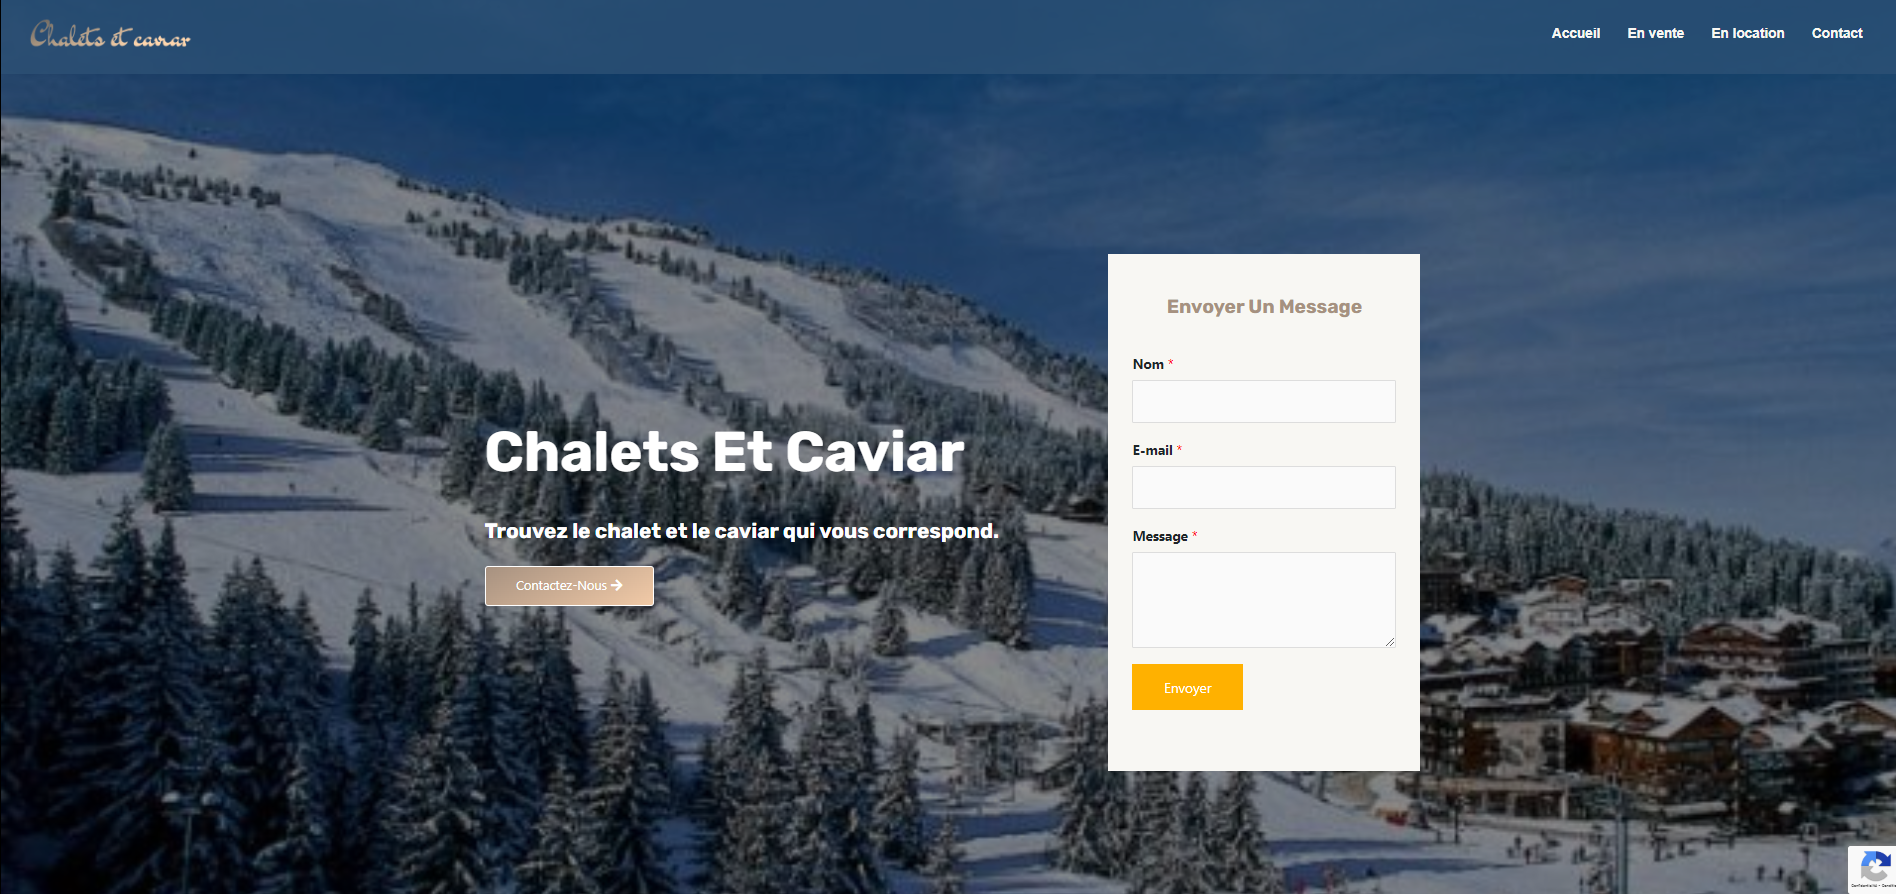 Chalets et caviar
Accueil En vente En location Contact
Chalets Et Caviar
Trouvez le chalet et le caviar qui vous correspond.
Contactez-Nous
Envoyer Un Message
Nom *
E-mail *
Message *
Envoyer